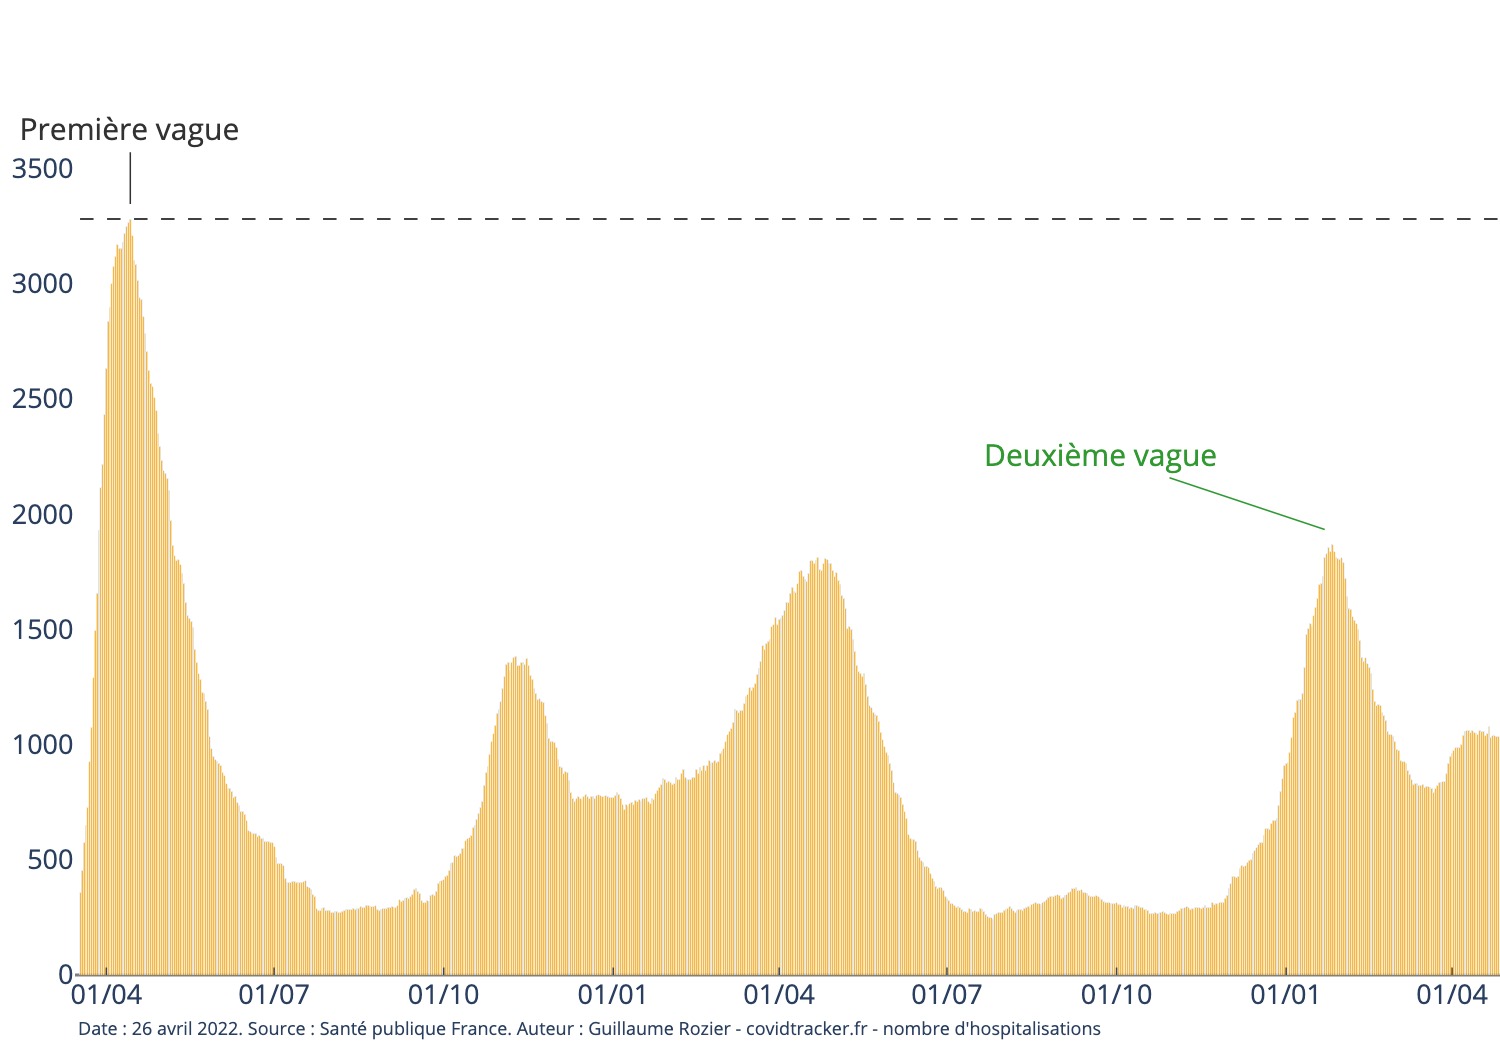 Première vague
3500
3000
2500
Deuxième vague
2000
1500
1000
500
0
01/04 01/07 01/10 01/01 01/04 01/07 01/10 01/01 01/04
Date : 26 avril 2022. Source : Santé publique France. Auteur : Guillaume Rozier - covidtracker.fr - nombre d'hospitalisations